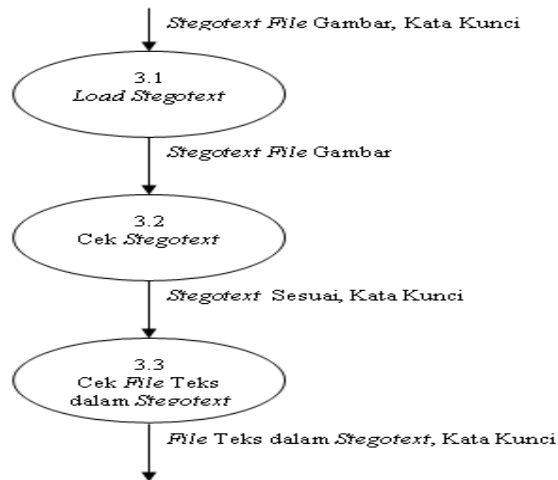 Stegotext File Gambar, Kata Kunci
3.1
Load Stegotext
Stegotext File Gambar
3.2
Cek Stegotext
Stegotext Sesuai, Kata Kunci
3.3
Cek File Teks
dalam Stegotext
File Teks dalam Stegotext, Kata Kunci